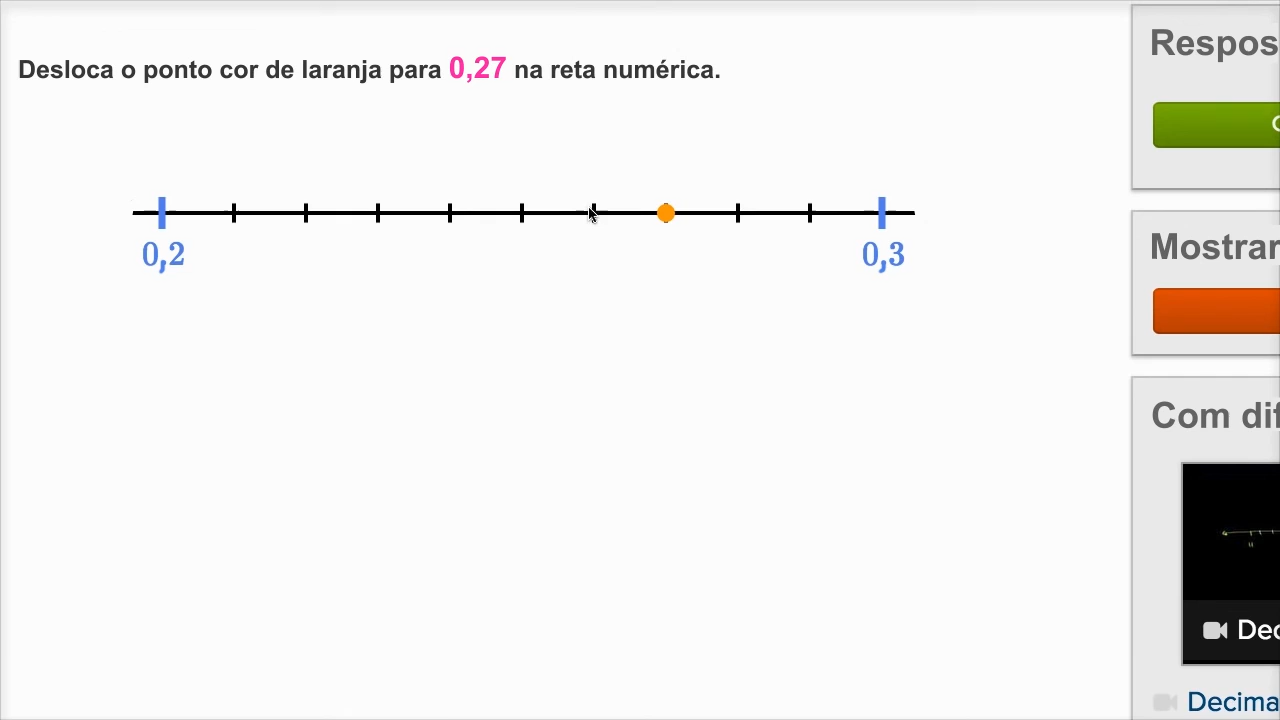 Desloca o ponto cor de laranja para 0,27 na reta numérica.
0,2
0,3
Respos
Mostrar
Com dif
Dec
Decima